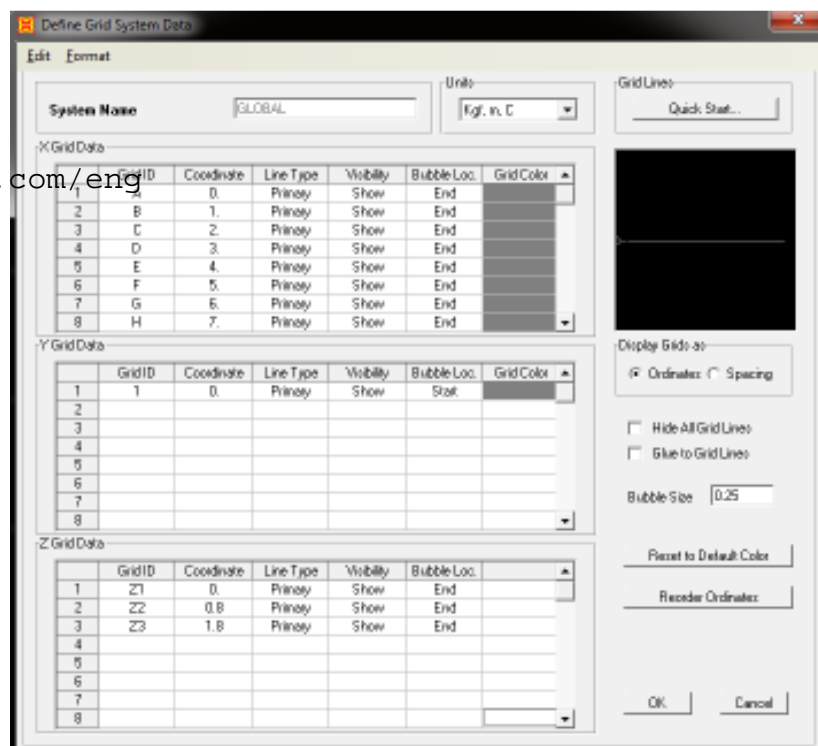 Define Grid System Data
Edit Format
System Name GLOBAL
Units
Kgf, m, C
Grid Lines
Quick Start...
X Grid Data
Grid ID Coordinate Line Type Visibility Bubble Loc. Grid Color
1 A 0. Primary Show End
2 B 1. Primary Show End
3 C 2. Primary Show End
4 D 3. Primary Show End
5 E 4. Primary Show End
6 F 5. Primary Show End
7 G 6. Primary Show End
8 H 7. Primary Show End
.com/eng
Y Grid Data
Grid ID Coordinate Line Type Visibility Bubble Loc. Grid Color
1 1 0. Primary Show Start
2
3
4
5
6
7
8
Display Grids as
Ordinates Spacing
Hide All Grid Lines
Glue to Grid Lines
Bubble Size 0.25
Z Grid Data
Grid ID Coordinate Line Type Visibility Bubble Loc.
1 Z1 0. Primary Show End
2 Z2 0.8 Primary Show End
3 Z3 1.8 Primary Show End
4
5
6
7
8
Reset to Default Color
Reorder Ordinates
OK Cancel